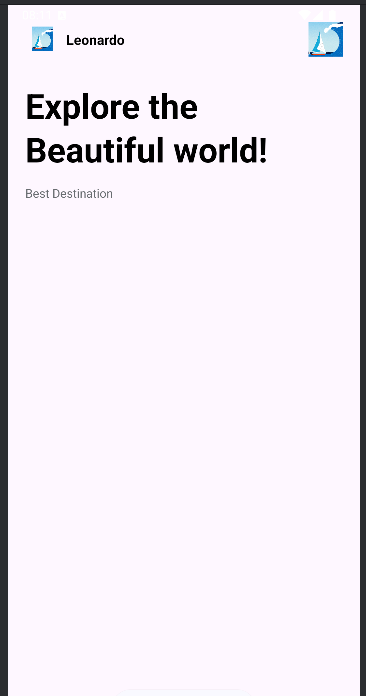 Leonardo
Explore the
Beautiful world!
Best Destination